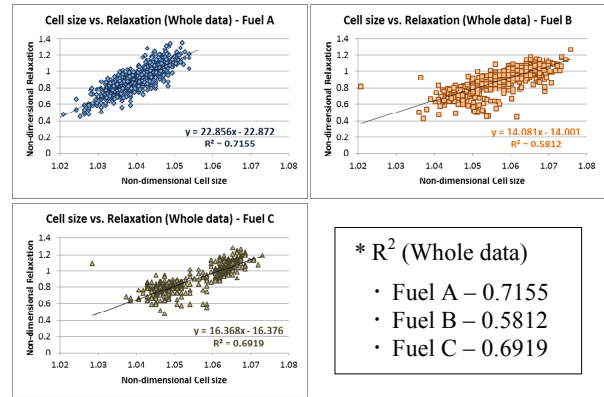 Cell size vs. Relaxation (Whole data) - Fuel A
Non-dimensional Relaxation
1.4
1.2
1
0.8
0.6
0.4
0.2
0
y = 22.856x - 22.872
R² = 0.7155
1.02 1.03 1.04 1.05 1.06 1.07 1.08
Non-dimensional Cell size
Cell size vs. Relaxation (Whole data) - Fuel B
Non-dimensional Relaxation
1.4
1.2
1
0.8
0.6
0.4
0.2
0
y = 14.081x - 14.001
R² = 0.5812
1.02 1.03 1.04 1.05 1.06 1.07 1.08
Non-dimensional Cell size
Cell size vs. Relaxation (Whole data) - Fuel C
Non-dimensional Relaxation
1.4
1.2
1
0.8
0.6
0.4
0.2
0
y = 16.368x - 16.376
R² = 0.6919
1.02 1.03 1.04 1.05 1.06 1.07 1.08
Non-dimensional Cell size
* R² (Whole data)
· Fuel A – 0.7155
· Fuel B – 0.5812
· Fuel C – 0.6919